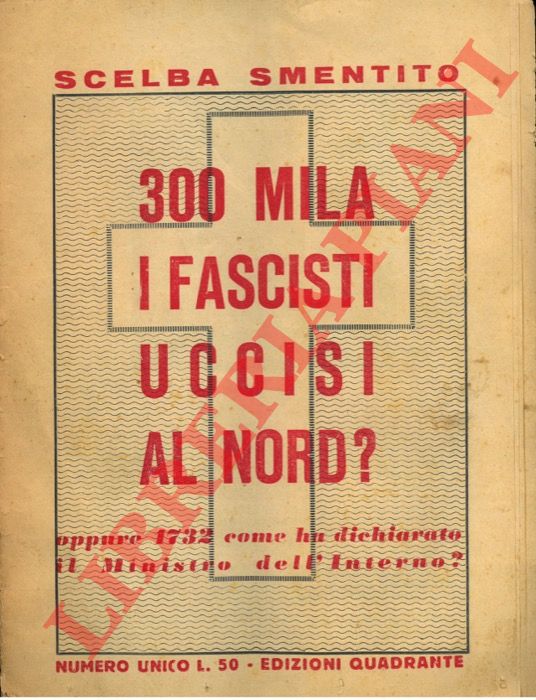 SCELBA SMENTITO
300 MILA
I FASCISTI
UCCISI
AL NORD?
oppure 1732 come ha dichiarato
il Ministro dell'Interno?
NUMERO UNICO L. 50 - EDIZIONI QUADRANTE
LIBRERIA PIANI